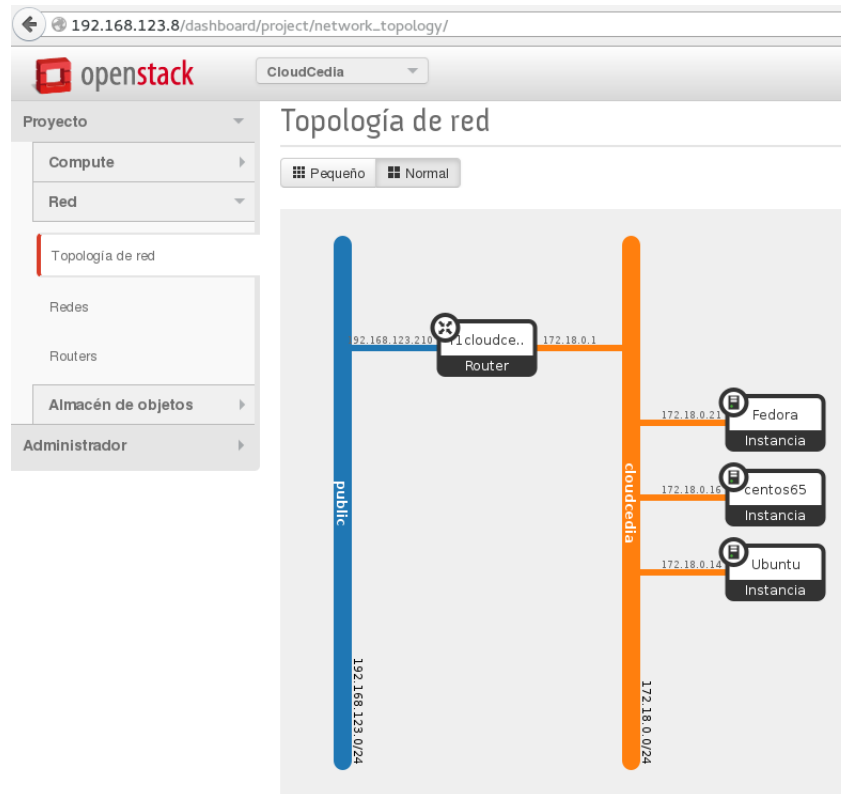 192.168.123.8/dashboard/project/network_topology/
openstack
CloudCedia
Proyecto
Compute
Red
Topología de red
Redes
Routers
Almacén de objetos
Administrador
Topología de red
Pequeño
Normal
public
192.168.123.0/24
92.168.123.210
1cloudce..
Router
172.18.0.1
cloudcedia
172.18.0.0/24
172.18.0.21
Fedora
Instancia
172.18.0.16
centos65
Instancia
172.18.0.14
Ubuntu
Instancia